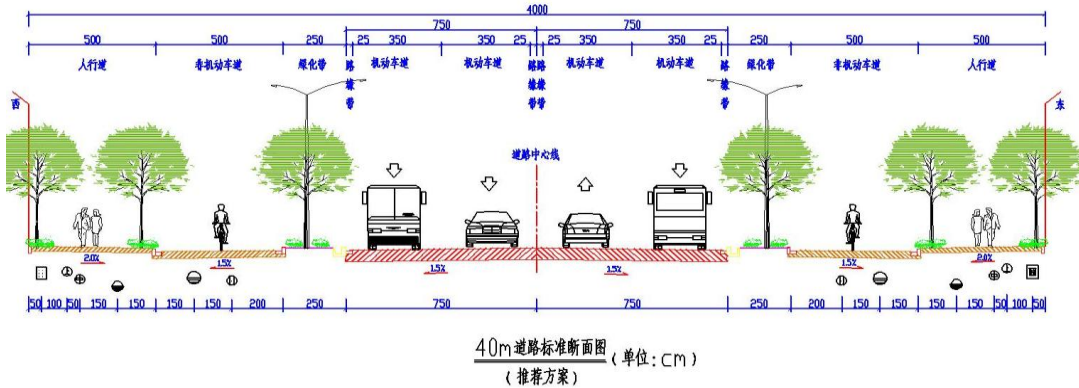 4000
750 750
500 500 250 25 350 350 25 25 350 350 25 250 500 500
人行道 非机动车道 绿化带 路缘带 机动车道 机动车道 路缘带 路缘带 机动车道 机动车道 路缘带 绿化带 非机动车道 人行道
西 东
道路中心线
2.0% 1.5% 1.5% 1.5% 1.5% 2.0%
50 100 50 150 150 150 150 200 250 750 750 250 200 150 150 150 150 50 100 50
40m道路标准断面图(单位:cm)
(推荐方案)